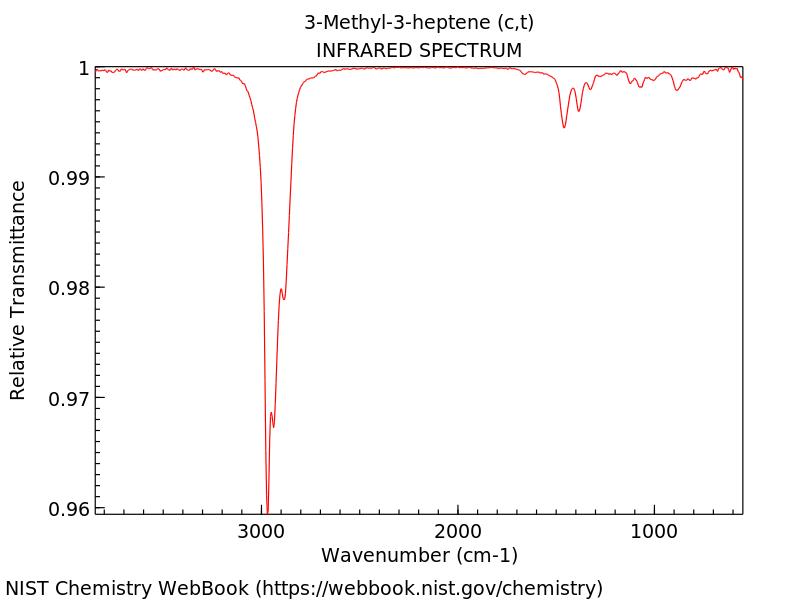 3-Methyl-3-heptene (c,t)
INFRARED SPECTRUM
1
0.99
0.98
0.97
0.96
Relative Transmittance
3000 2000 1000
Wavenumber (cm-1)
NIST Chemistry WebBook (https://webbook.nist.gov/chemistry)